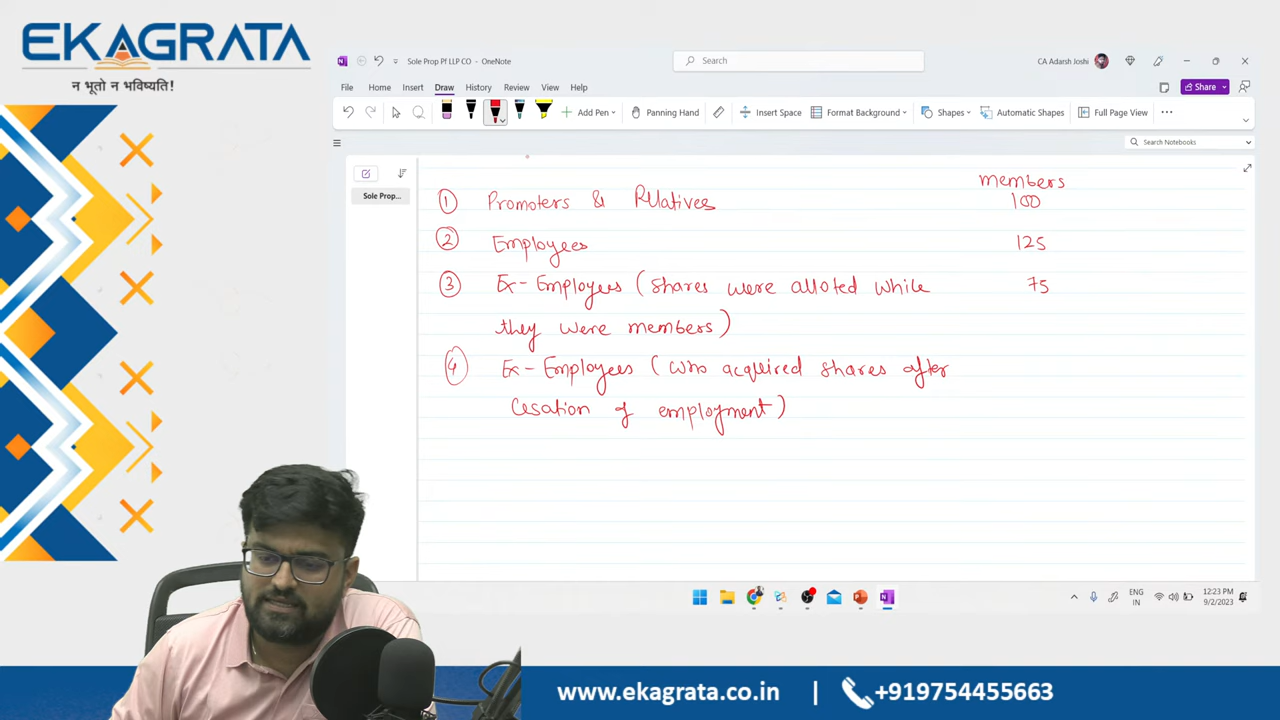 EKAGRATA
न भूतो न भविष्यति!
Sole Prop Pf LLP CO - OneNote
Search
CA Adarsh Joshi
File Home Insert Draw History Review View Help
Share
Add Pen
Panning Hand
Insert Space
Format Background
Shapes
Automatic Shapes
Full Page View
Search Notebooks
Sole Prop...
members
① Promoters & Relatives 100
② Employees 125
③ Ex-Employees (shares were alloted while 75
they were members)
④ Ex-Employees (who acquired shares after
Cesation of employment)
ENG
IN
12:23 PM
9/2/2023
www.ekagrata.co.in | +919754455663